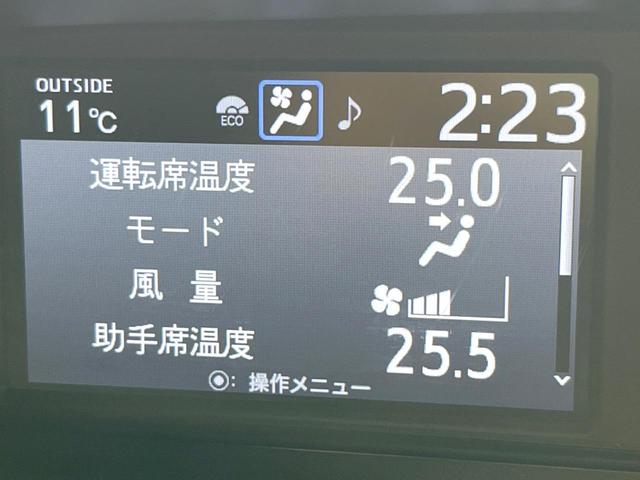 OUTSIDE
11℃
ECO
2:23
運転席温度 25.0
モード
風量
助手席温度 25.5
◉: 操作メニュー